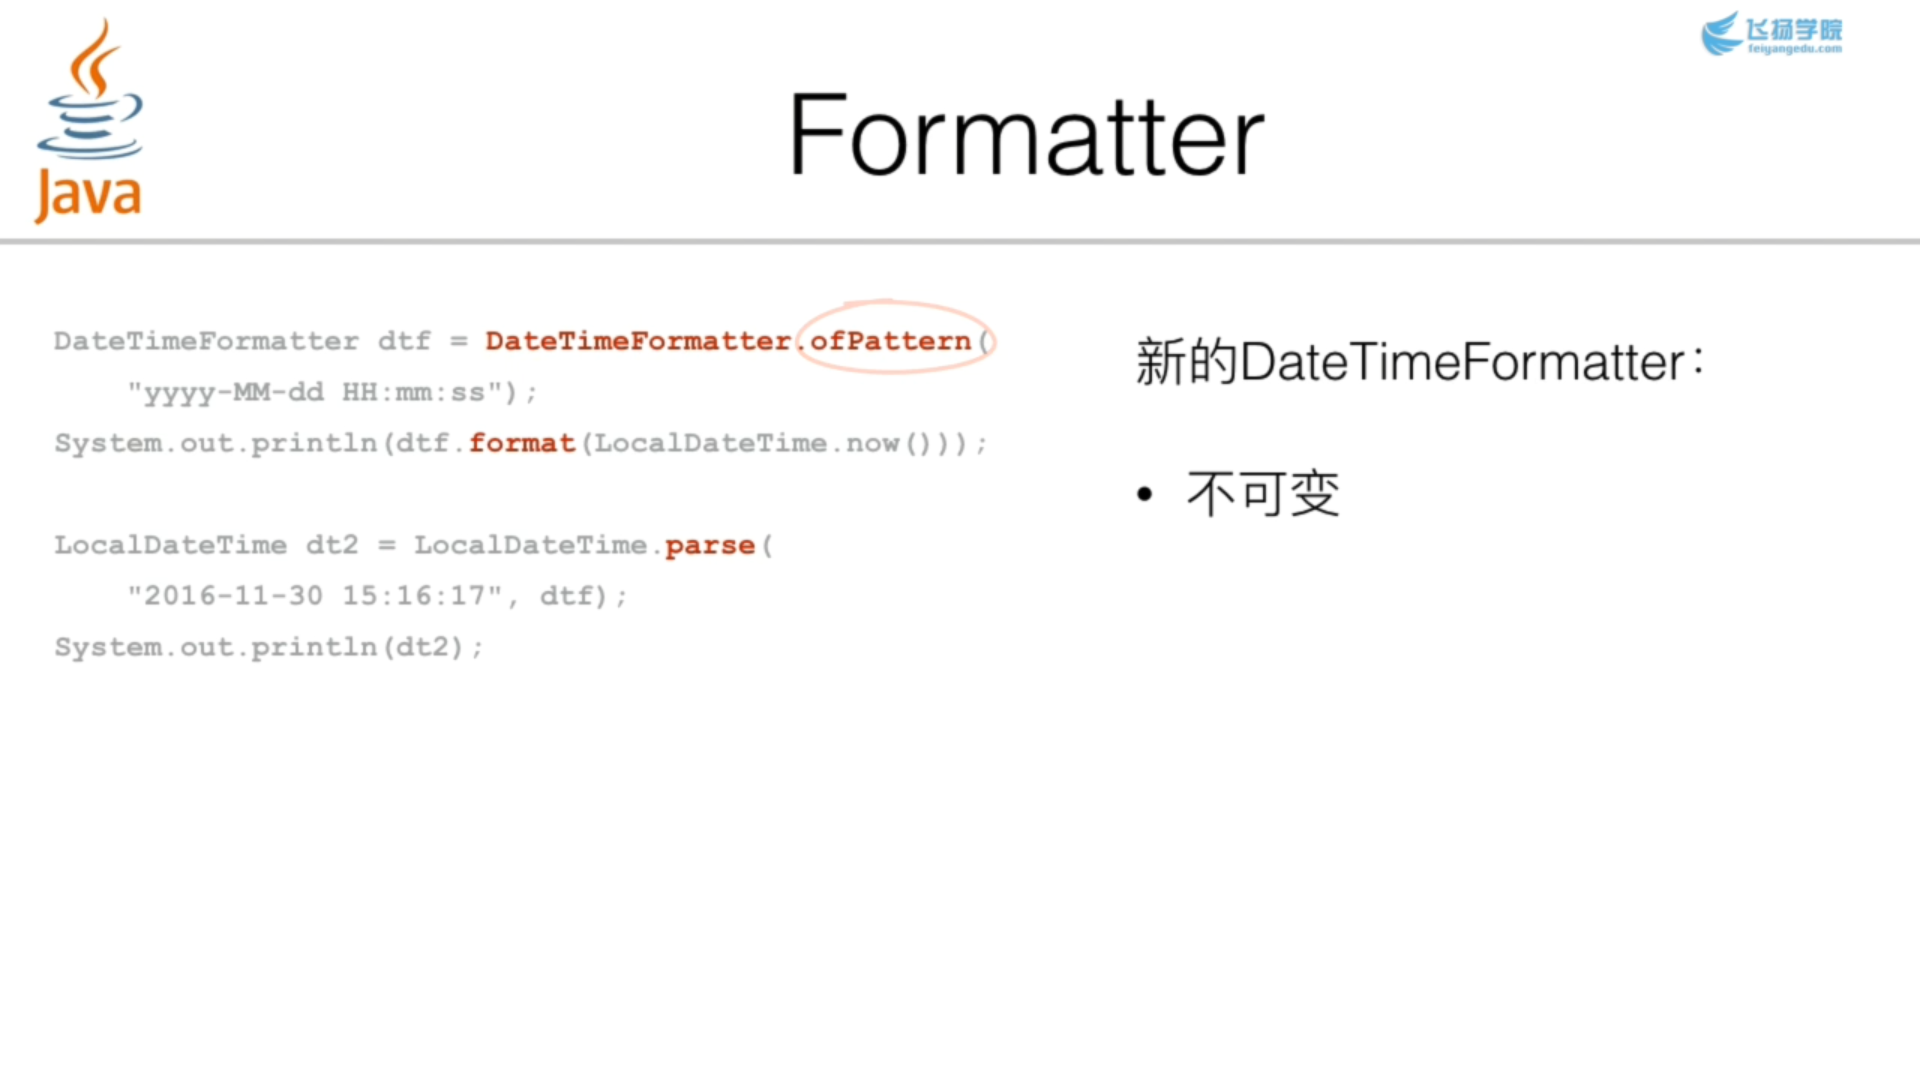 Java
飞扬学院
feiyangedu.com
Formatter
DateTimeFormatter dtf = DateTimeFormatter.ofPattern(
"yyyy-MM-dd HH:mm:ss");
System.out.println(dtf.format(LocalDateTime.now()));
LocalDateTime dt2 = LocalDateTime.parse(
"2016-11-30 15:16:17", dtf);
System.out.println(dt2);
新的DateTimeFormatter：
• 不可变